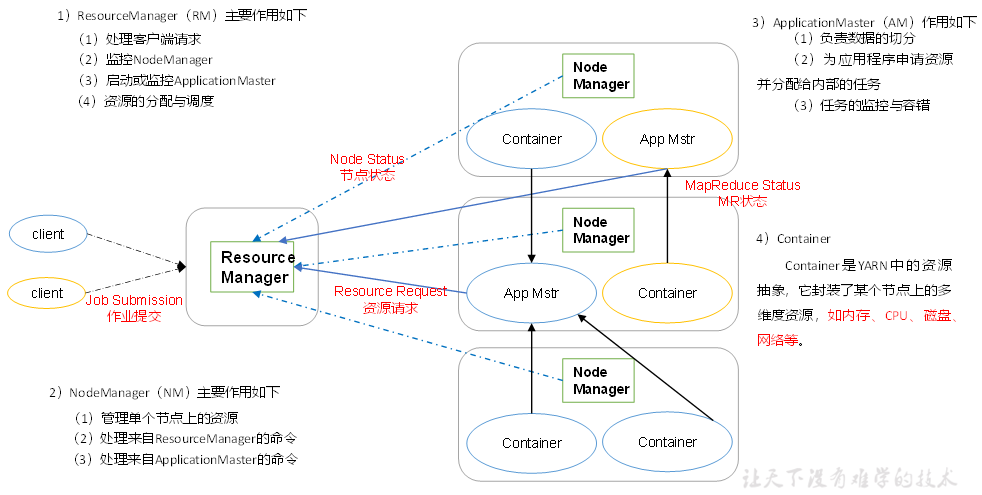 1）ResourceManager（RM）主要作用如下
（1）处理客户端请求
（2）监控NodeManager
（3）启动或监控ApplicationMaster
（4）资源的分配与调度
3）ApplicationMaster（AM）作用如下
（1）负责数据的切分
（2）为应用程序申请资源
并分配给内部的任务
（3）任务的监控与容错
Node
Manager
Container
App Mstr
Node Status
节点状态
MapReduce Status
MR状态
client
client
Job Submission
作业提交
Resource
Manager
Resource Request
资源请求
Node
Manager
App Mstr
Container
4）Container
Container是YARN中的资源
抽象，它封装了某个节点上的多
维度资源，如内存、CPU、磁盘、
网络等。
Node
Manager
Container
Container
2）NodeManager（NM）主要作用如下
（1）管理单个节点上的资源
（2）处理来自ResourceManager的命令
（3）处理来自ApplicationMaster的命令
让天下没有难学的技术